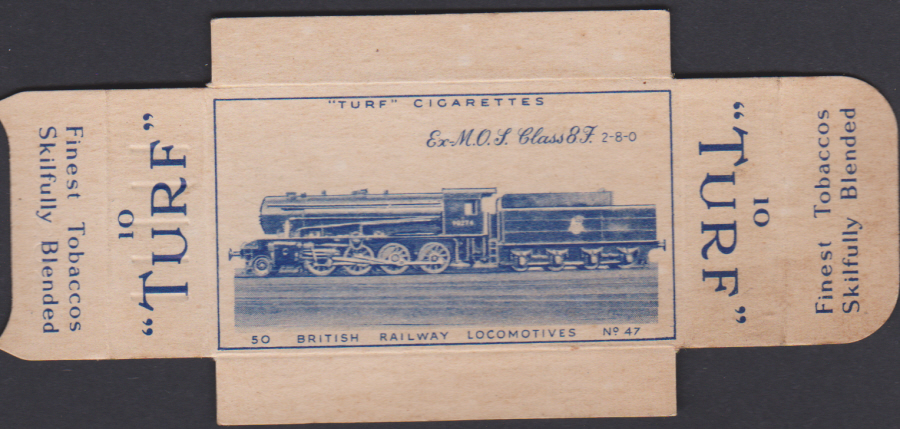 Finest Tobaccos
Skilfully Blended
"TURF"
10
"TURF" CIGARETTES
Ex-M.O.S. Class 8F. 2-8-0
50 BRITISH RAILWAY LOCOMOTIVES Nº 47
"TURF"
10
Finest Tobaccos
Skilfully Blended